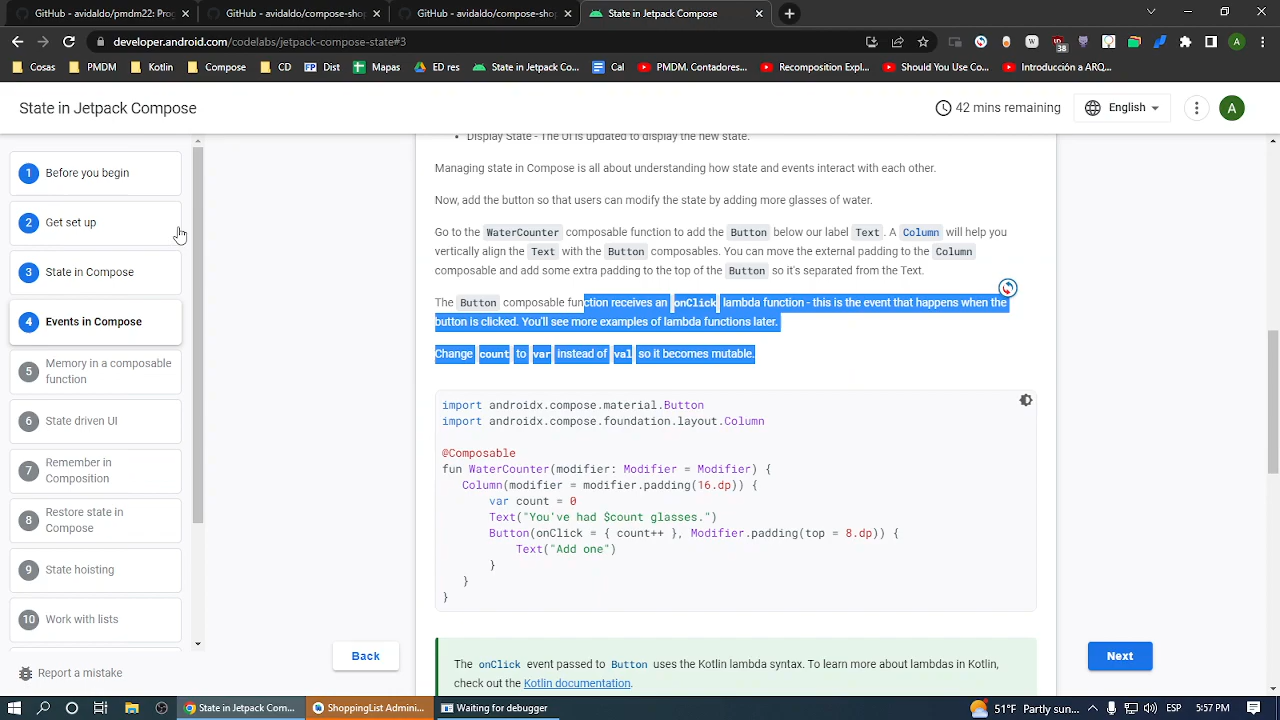 GitHub - avidaldo/pmdm22: Pro
GitHub - avidaldo/compose-shop
GitHub - avidaldo/compose-shop
State in Jetpack Compose
developer.android.com/codelabs/jetpack-compose-state#3
38
A
Cosas
PMDM
Kotlin
Compose
CD
Dist
Mapas
ED res
State in Jetpack Co...
Cal
PMDM. Contadores...
Recomposition Expl...
Should You Use Co...
Introducción a ARQ...
State in Jetpack Compose
42 mins remaining
English
A
1 Before you begin
2 Get set up
3 State in Compose
4 Events in Compose
5 Memory in a composable
function
6 State driven UI
7 Remember in
Composition
8 Restore state in
Compose
9 State hoisting
10 Work with lists
Report a mistake
• Display State - The UI is updated to display the new state.
Managing state in Compose is all about understanding how state and events interact with each other.
Now, add the button so that users can modify the state by adding more glasses of water.
Go to the WaterCounter composable function to add the Button below our label Text . A Column will help you
vertically align the Text with the Button composables. You can move the external padding to the Column
composable and add some extra padding to the top of the Button so it's separated from the Text.
The Button composable function receives an onClick lambda function - this is the event that happens when the
button is clicked. You'll see more examples of lambda functions later.
Change count to var instead of val so it becomes mutable.
import androidx.compose.material.Button
import androidx.compose.foundation.layout.Column
@Composable
fun WaterCounter(modifier: Modifier = Modifier) {
Column(modifier = modifier.padding(16.dp)) {
var count = 0
Text("You've had $count glasses.")
Button(onClick = { count++ }, Modifier.padding(top = 8.dp)) {
Text("Add one")
}
}
}
The onClick event passed to Button uses the Kotlin lambda syntax. To learn more about lambdas in Kotlin,
check out the Kotlin documentation.
Back
Next
State in Jetpack Com...
ShoppingList Admini...
Waiting for debugger
51°F Partly sun...
ESP
5:57 PM